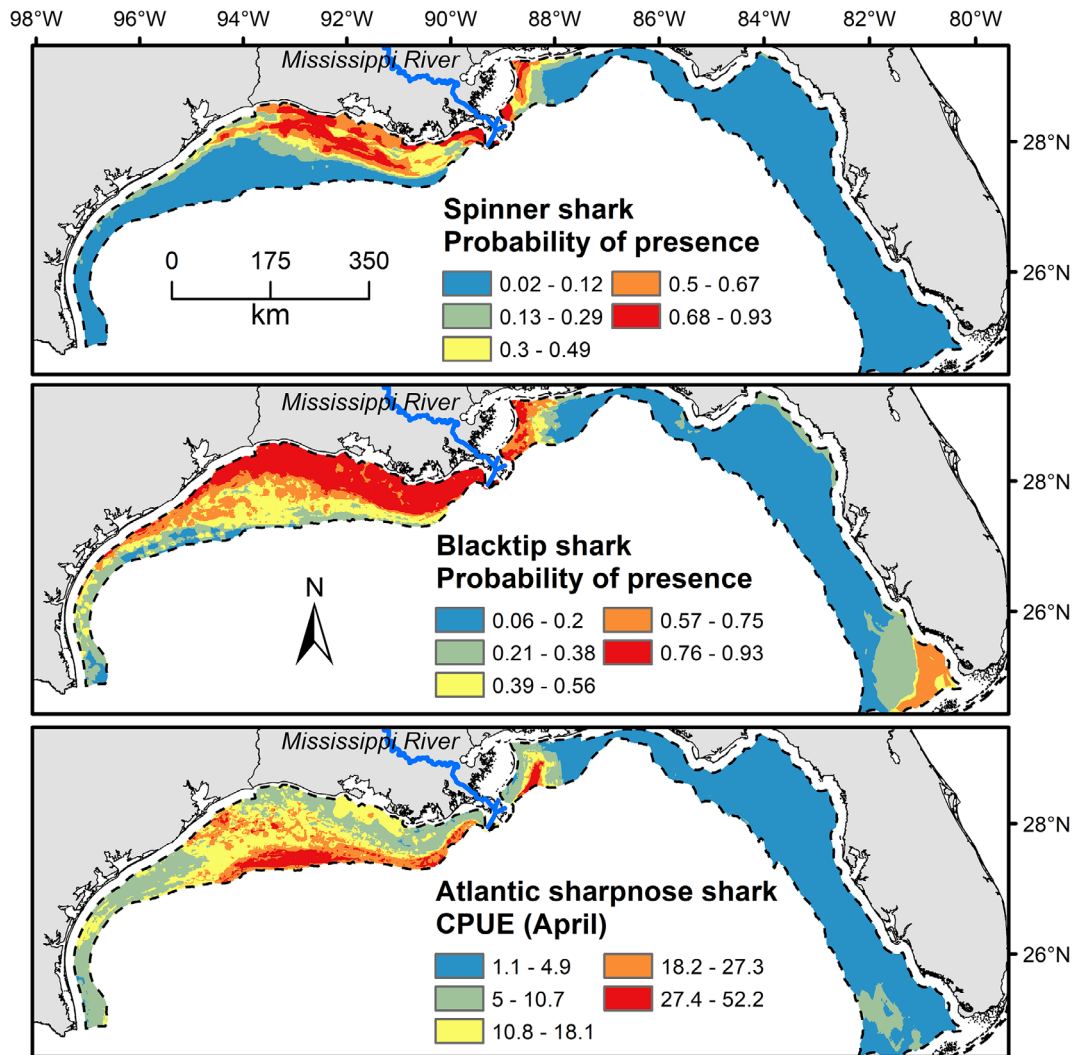 98°W 96°W 94°W 92°W 90°W 88°W 86°W 84°W 82°W 80°W
Mississippi River
28°N
Spinner shark
Probability of presence
0 175 350
km
0.02 - 0.12 0.5 - 0.67
0.13 - 0.29 0.68 - 0.93
0.3 - 0.49
26°N
Mississippi River
28°N
Blacktip shark
Probability of presence
N
0.06 - 0.2 0.57 - 0.75
0.21 - 0.38 0.76 - 0.93
0.39 - 0.56
26°N
Mississippi River
28°N
Atlantic sharpnose shark
CPUE (April)
1.1 - 4.9 18.2 - 27.3
5 - 10.7 27.4 - 52.2
10.8 - 18.1
26°N